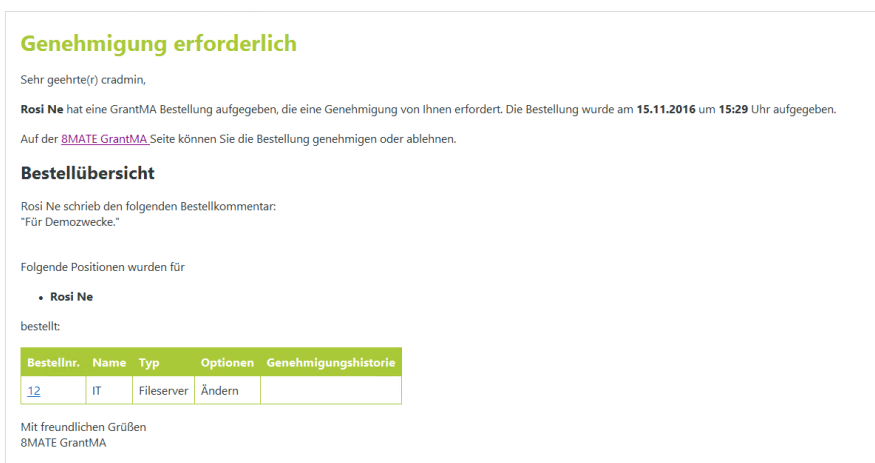 Genehmigung erforderlich
Sehr geehrte(r) cradmin,
Rosi Ne hat eine GrantMA Bestellung aufgegeben, die eine Genehmigung von Ihnen erfordert. Die Bestellung wurde am 15.11.2016 um 15:29 Uhr aufgegeben.
Auf der 8MATE GrantMA Seite können Sie die Bestellung genehmigen oder ablehnen.
Bestellübersicht
Rosi Ne schrieb den folgenden Bestellkommentar:
"Für Demozwecke."
Folgende Positionen wurden für
• Rosi Ne
bestellt:
Bestellnr. Name Typ Optionen Genehmigungshistorie
12 IT Fileserver Ändern
Mit freundlichen Grüßen
8MATE GrantMA